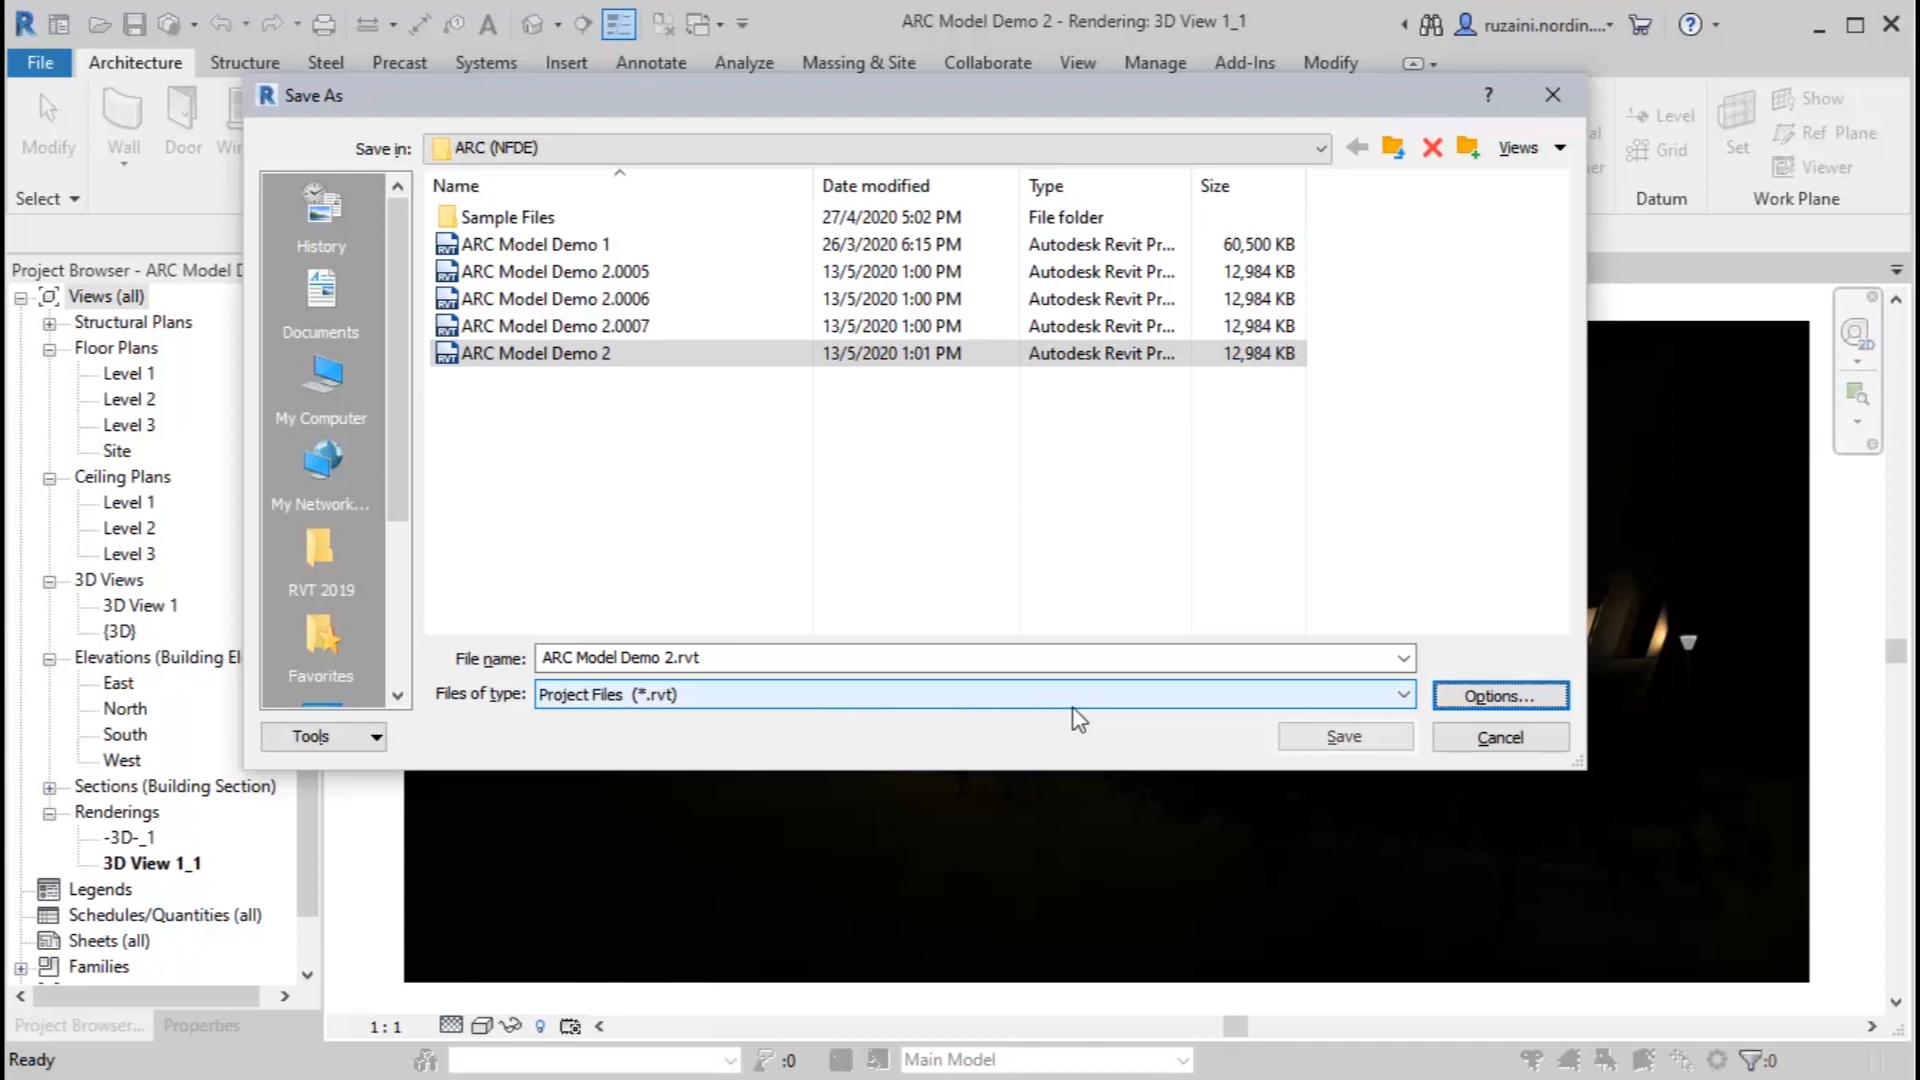 ARC Model Demo 2 - Rendering: 3D View 1_1
ruzaini.nordin....
File Architecture Structure Steel Precast Systems Insert Annotate Analyze Massing & Site Collaborate View Manage Add-Ins Modify
Save As
Modify
Wall
Door
Select
Level
Grid
Datum
Set
Show
Ref Plane
Viewer
Work Plane
Save in: ARC (NFDE) Views
Name Date modified Type Size
Sample Files 27/4/2020 5:02 PM File folder
ARC Model Demo 1 26/3/2020 6:15 PM Autodesk Revit Pr... 60,500 KB
ARC Model Demo 2.0005 13/5/2020 1:00 PM Autodesk Revit Pr... 12,984 KB
ARC Model Demo 2.0006 13/5/2020 1:00 PM Autodesk Revit Pr... 12,984 KB
ARC Model Demo 2.0007 13/5/2020 1:00 PM Autodesk Revit Pr... 12,984 KB
ARC Model Demo 2 13/5/2020 1:01 PM Autodesk Revit Pr... 12,984 KB
History
Documents
My Computer
My Network...
RVT 2019
Favorites
File name: ARC Model Demo 2.rvt
Files of type: Project Files (*.rvt) Options...
Tools Save Cancel
Project Browser - ARC Model D
Views (all)
Structural Plans
Floor Plans
Level 1
Level 2
Level 3
Site
Ceiling Plans
Level 1
Level 2
Level 3
3D Views
3D View 1
{3D}
Elevations (Building El
East
North
South
West
Sections (Building Section)
Renderings
-3D-_1
3D View 1_1
Legends
Schedules/Quantities (all)
Sheets (all)
Families
Project Browser... Properties
1 : 1
Ready :0 Main Model :0
2D